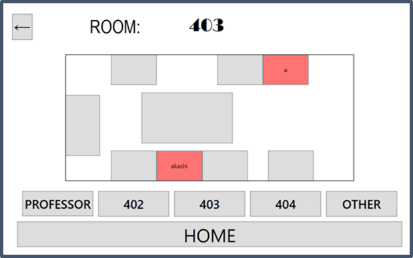 ←
ROOM: 403
a
akashi
PROFESSOR 402 403 404 OTHER
HOME